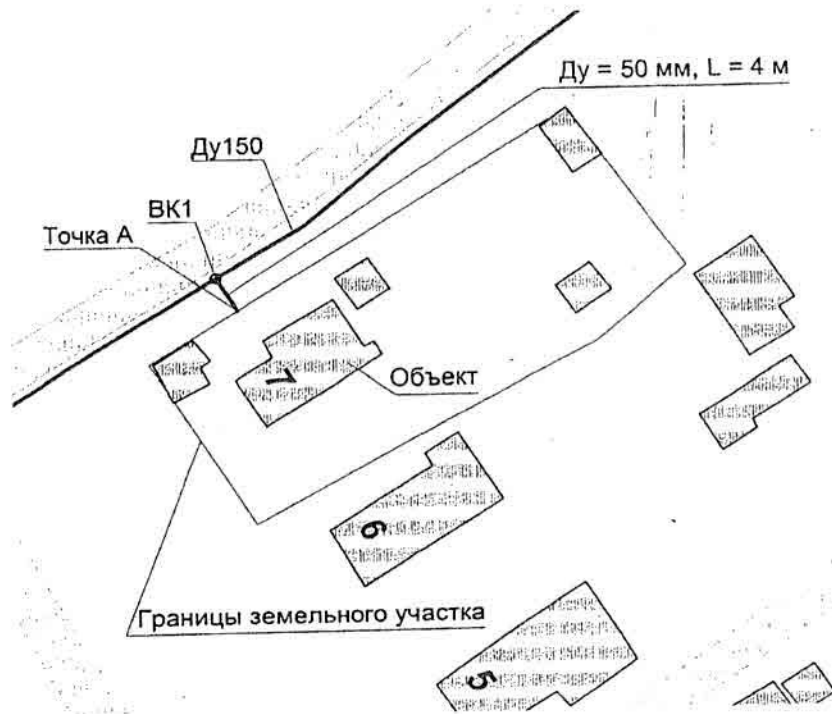 Ду = 50 мм, L = 4 м
Ду150
ВК1
Точка А
Объект
7
6
Границы земельного участка
5